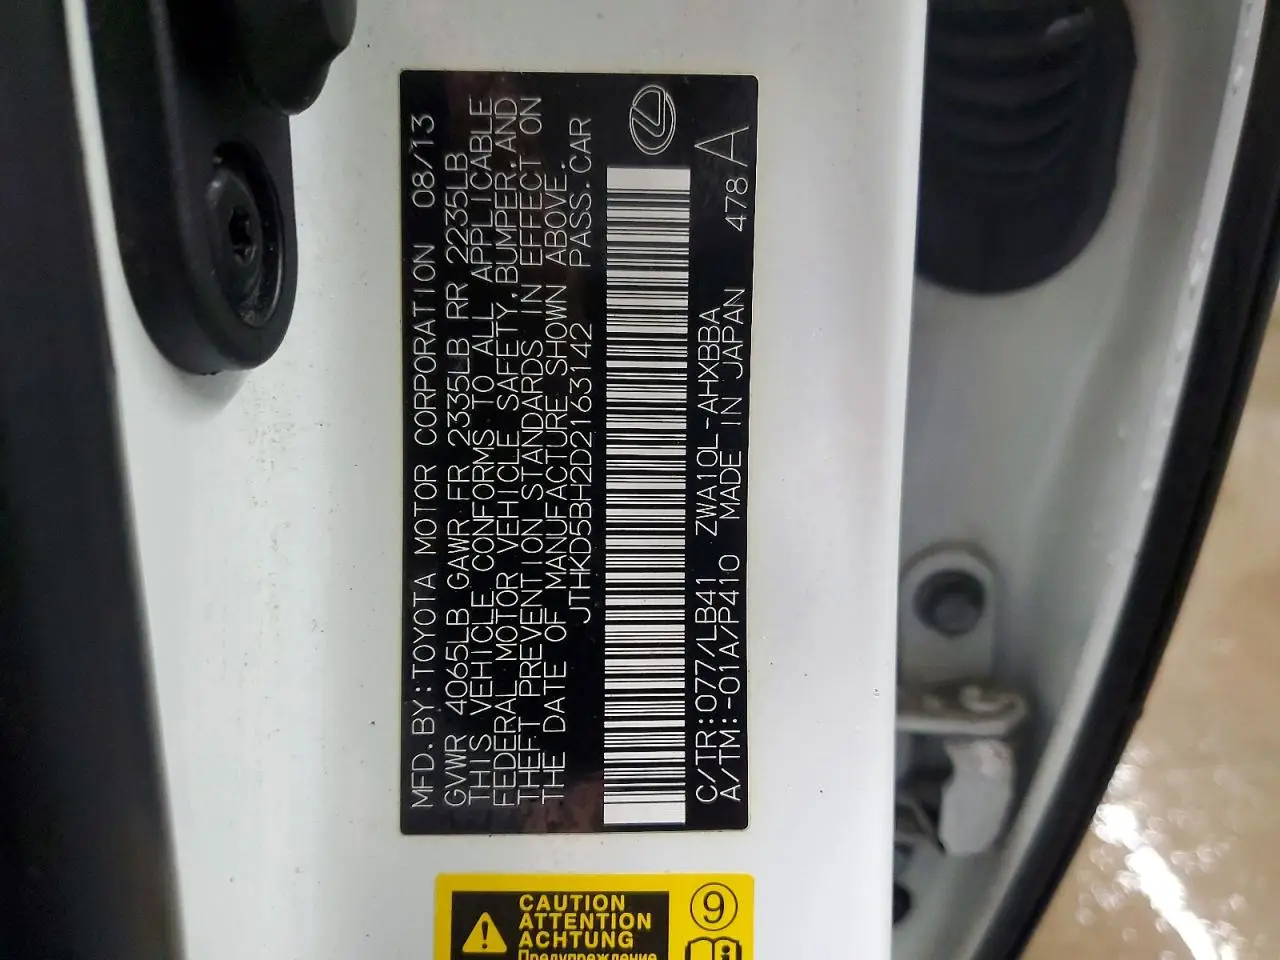 MFD.BY:TOYOTA MOTOR CORPORATION 08/13
GVWR 4065LB GAWR FR 2335LB RR 2235LB
THIS VEHICLE CONFORMS TO ALL APPLICABLE
FEDERAL MOTOR VEHICLE SAFETY,BUMPER,AND
THEFT PREVENTION STANDARDS IN EFFECT ON
THE DATE OF MANUFACTURE SHOWN ABOVE.
JTHKD5BH2D2163142 PASS.CAR
C/TR:077/LB41 ZWA10L-AHXBBA 478 A
A/TM:-01A/P410 MADE IN JAPAN
CAUTION
ATTENTION
ACHTUNG
Предупреждение
9